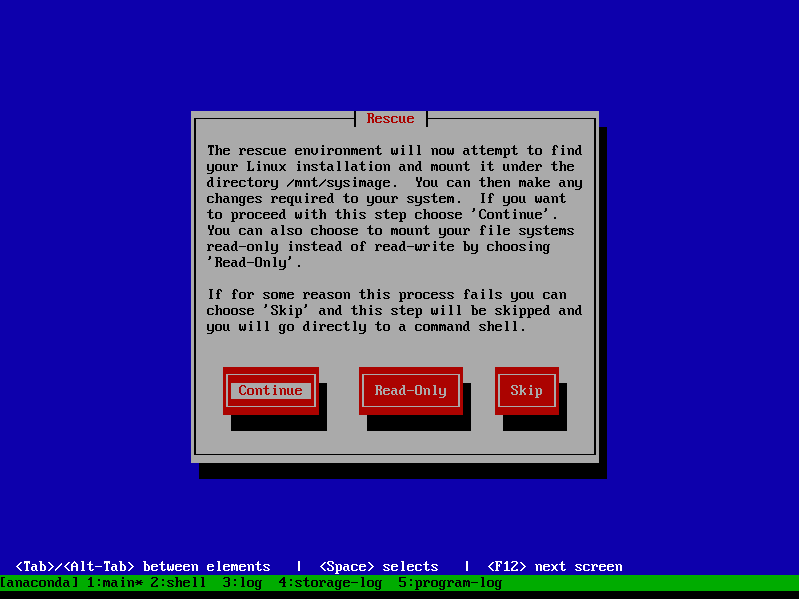 Rescue
The rescue environment will now attempt to find
your Linux installation and mount it under the
directory /mnt/sysimage.  You can then make any
changes required to your system.  If you want
to proceed with this step choose 'Continue'.
You can also choose to mount your file systems
read-only instead of read-write by choosing
'Read-Only'.
If for some reason this process fails you can
choose 'Skip' and this step will be skipped and
you will go directly to a command shell.
Continue
Read-Only
Skip
<Tab>/<Alt-Tab> between elements   |  <Space> selects   |  <F12> next screen
[anaconda] 1:main* 2:shell  3:log  4:storage-log  5:program-log